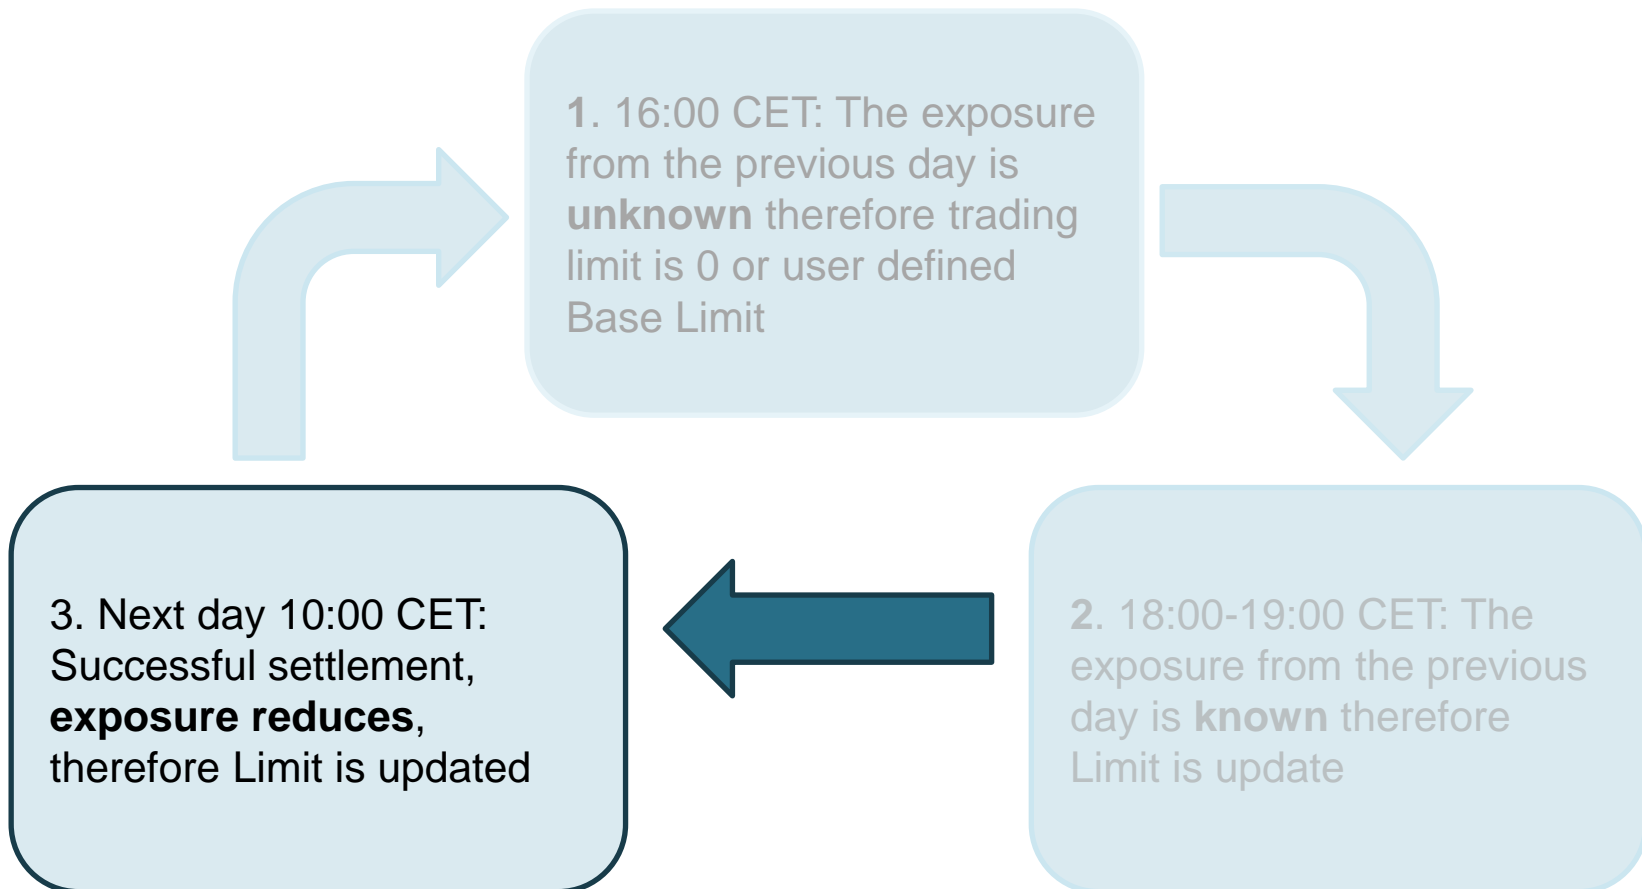 1. 16:00 CET: The exposure
from the previous day is
unknown therefore trading
limit is 0 or user defined
Base Limit
2. 18:00-19:00 CET: The
exposure from the previous
day is known therefore
Limit is update
3. Next day 10:00 CET:
Successful settlement,
exposure reduces,
therefore Limit is updated